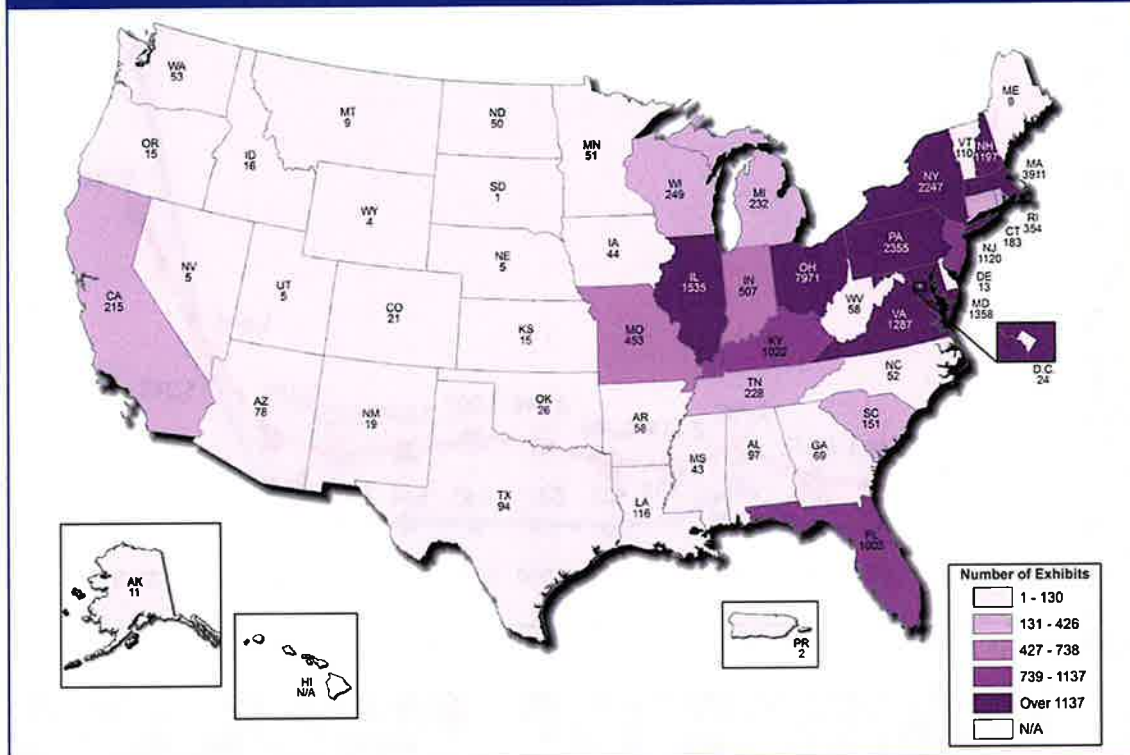 WA
53
MT
9
ND
50
MN
51
ME
9
OR
15
ID
16
SD
1
WI
249
MI
232
VT
110
NH
1197
MA
3911
NY
2247
WY
4
IA
44
PA
2355
RI
354
CT
183
NJ
1120
NE
5
NV
5
UT
5
IL
1535
IN
507
OH
7971
DE
13
MD
1358
CA
215
CO
21
KS
15
MO
453
WV
58
VA
1287
KY
1022
D.C.
24
NC
52
TN
228
AZ
78
NM
19
OK
26
AR
58
SC
151
MS
43
AL
97
GA
69
TX
94
LA
116
FL
AK
11
HI
N/A
PR
2
Number of Exhibits
1 - 130
131 - 426
427 - 738
739 - 1137
Over 1137
N/A